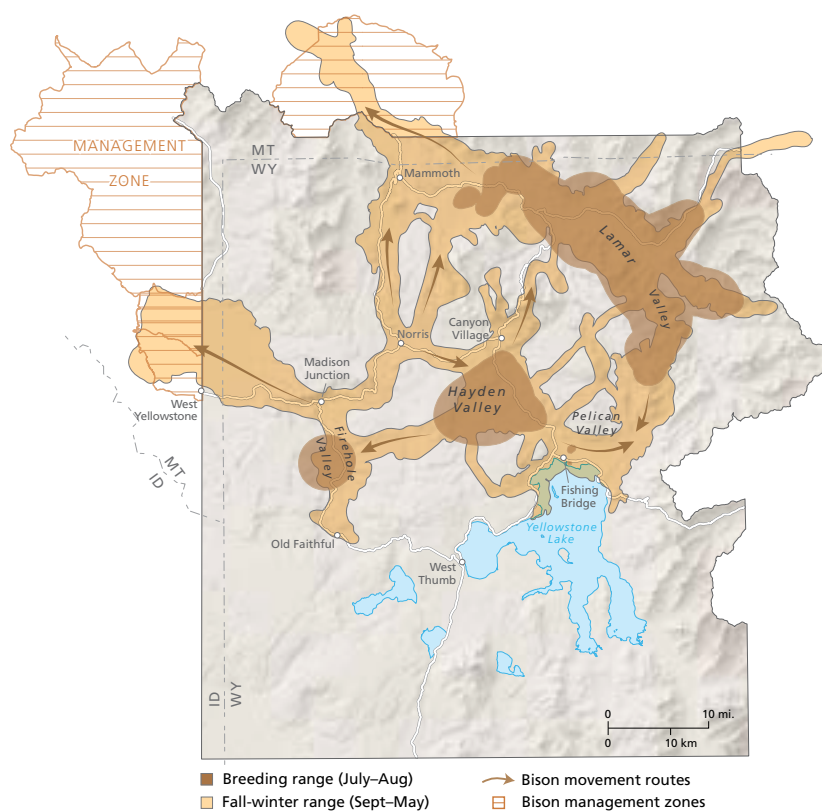 MANAGEMENT
ZONE
MT
WY
Mammoth
Lamar
Valley
Norris
Canyon
Village
Madison
Junction
Hayden
Valley
West
Yellowstone
Pelican
Valley
Firehole
Valley
MT
ID
Fishing
Bridge
Yellowstone
Lake
Old Faithful
West
Thumb
ID
WY
0 10 mi.
0 10 km
Breeding range (July–Aug)
Bison movement routes
Fall-winter range (Sept–May)
Bison management zones